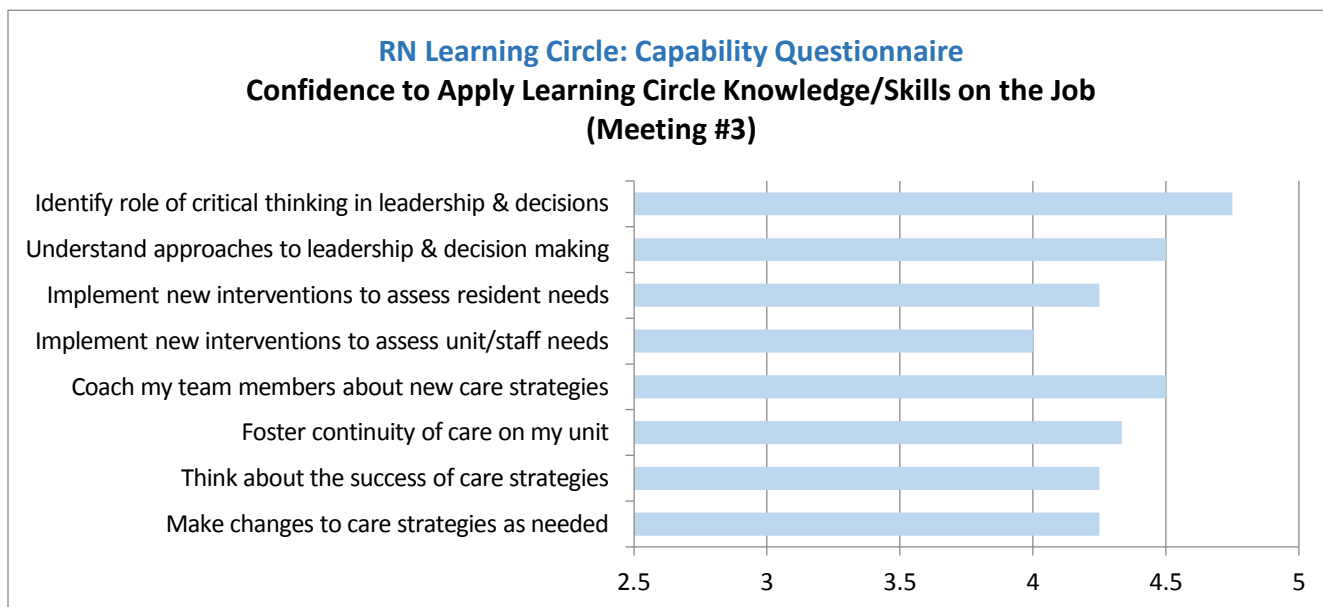 RN Learning Circle: Capability Questionnaire
Confidence to Apply Learning Circle Knowledge/Skills on the Job
(Meeting #3)
Identify role of critical thinking in leadership & decisions
Understand approaches to leadership & decision making
Implement new interventions to assess resident needs
Implement new interventions to assess unit/staff needs
Coach my team members about new care strategies
Foster continuity of care on my unit
Think about the success of care strategies
Make changes to care strategies as needed
2.5 3 3.5 4 4.5 5